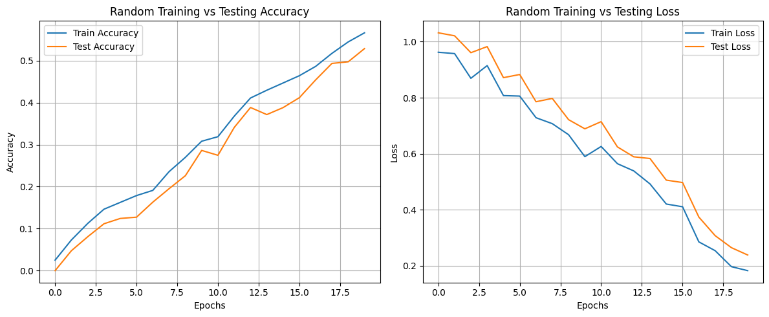 Random Training vs Testing Accuracy
Train Accuracy
Test Accuracy
Accuracy
0.5
0.4
0.3
0.2
0.1
0.0
0.0 2.5 5.0 7.5 10.0 12.5 15.0 17.5
Epochs
Random Training vs Testing Loss
Train Loss
Test Loss
Loss
1.0
0.8
0.6
0.4
0.2
0.0 2.5 5.0 7.5 10.0 12.5 15.0 17.5
Epochs